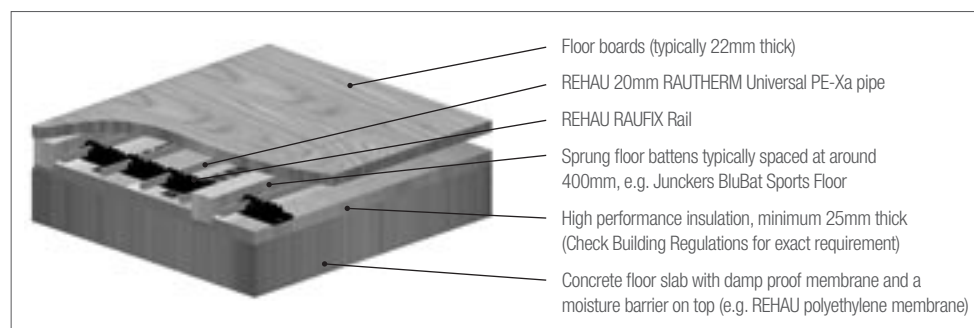 Floor boards (typically 22mm thick)
REHAU 20mm RAUTHERM Universal PE-Xa pipe
REHAU RAUFIX Rail
Sprung floor battens typically spaced at around
400mm, e.g. Junckers BluBat Sports Floor
High performance insulation, minimum 25mm thick
(Check Building Regulations for exact requirement)
Concrete floor slab with damp proof membrane and a
moisture barrier on top (e.g. REHAU polyethylene membrane)